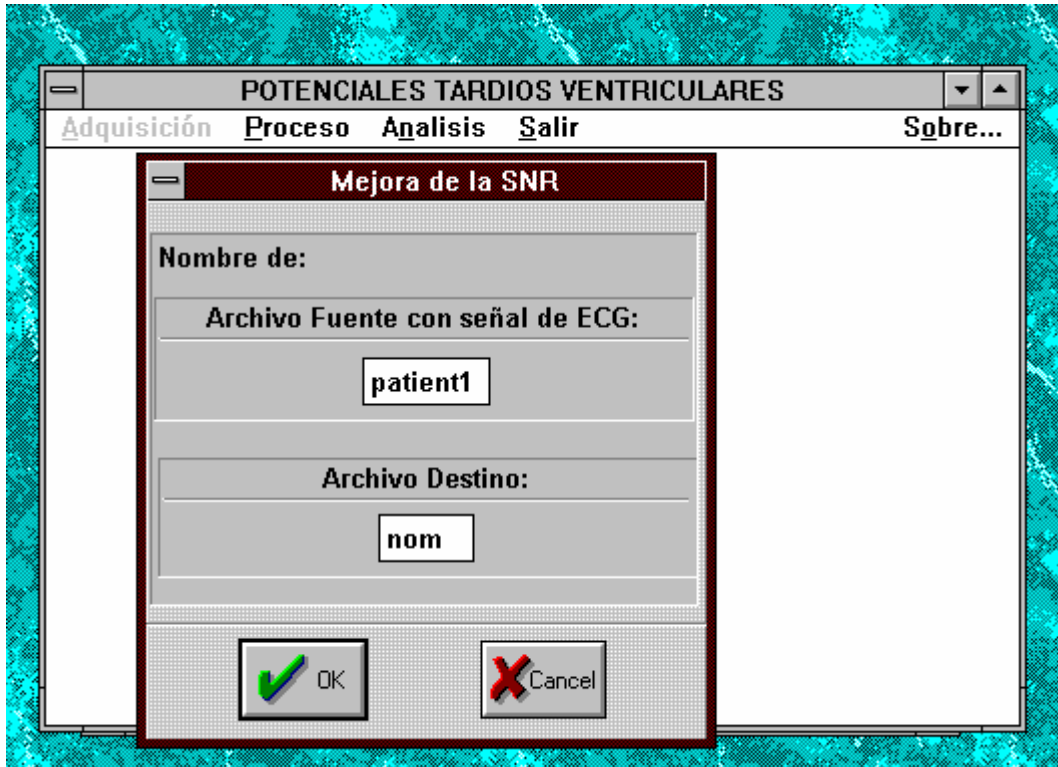 POTENCIALES TARDIOS VENTRICULARES
Adquisición Proceso Analisis Salir Sobre...
Mejora de la SNR
Nombre de:
Archivo Fuente con señal de ECG:
patient1
Archivo Destino:
nom
OK Cancel